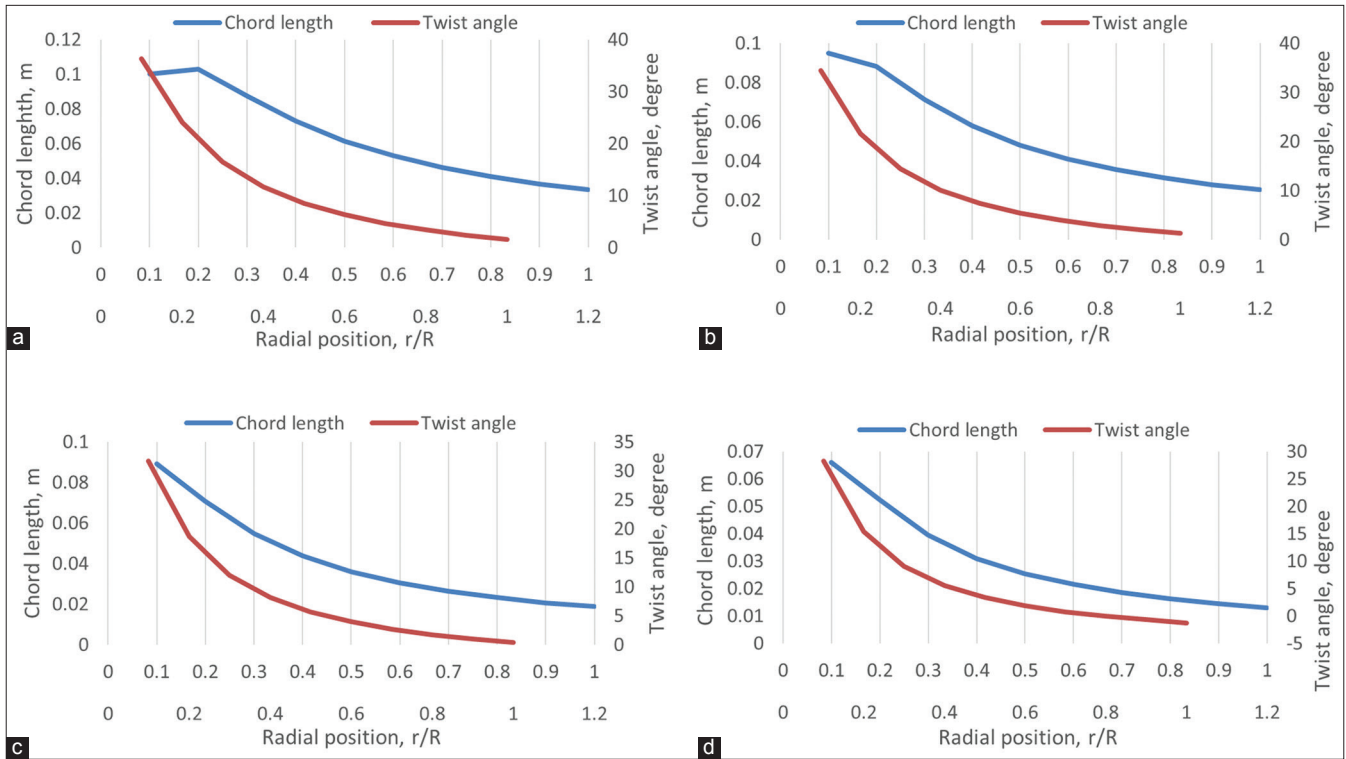 Chord length Twist angle
0.12
0.1
0.08
0.06
0.04
0.02
0
Chord lenghth, m
40
30
20
10
0
Twist angle, degree
0 0.1 0.2 0.3 0.4 0.5 0.6 0.7 0.8 0.9 1
0 0.2 0.4 0.6 0.8 1 1.2
Radial position, r/R
a
Chord length Twist angle
0.1
0.08
0.06
0.04
0.02
0
Chord length, m
40
30
20
10
0
Twist angle, degree
0 0.1 0.2 0.3 0.4 0.5 0.6 0.7 0.8 0.9 1
0 0.2 0.4 0.6 0.8 1 1.2
Radial position, r/R
b
Chord length Twist angle
0.1
0.08
0.06
0.04
0.02
0
Chord length, m
35
30
25
20
15
10
5
0
Twist angle, degree
0 0.1 0.2 0.3 0.4 0.5 0.6 0.7 0.8 0.9 1
0 0.2 0.4 0.6 0.8 1 1.2
Radial position, r/R
c
Chord length Twist angle
0.07
0.06
0.05
0.04
0.03
0.02
0.01
0
Chord length, m
30
25
20
15
10
5
0
-5
Twist angle, degree
0 0.1 0.2 0.3 0.4 0.5 0.6 0.7 0.8 0.9 1
0 0.2 0.4 0.6 0.8 1 1.2
Radial position, r/R
d